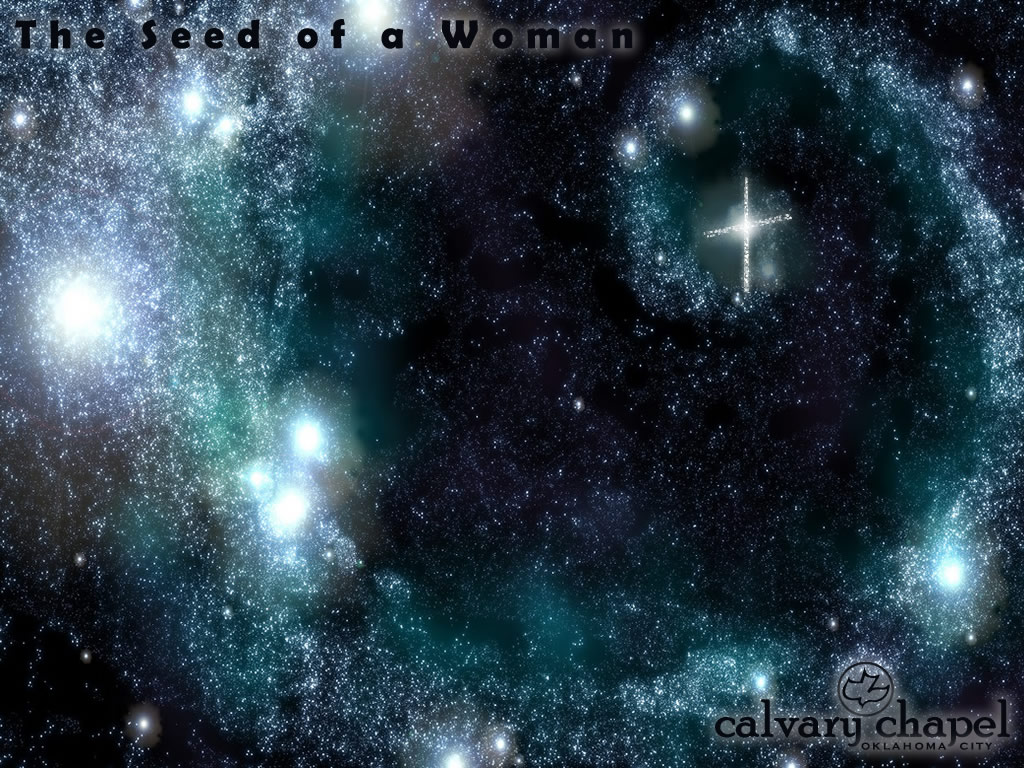 The Seed of a Woman
calvary chapel
OKLAHOMA CITY